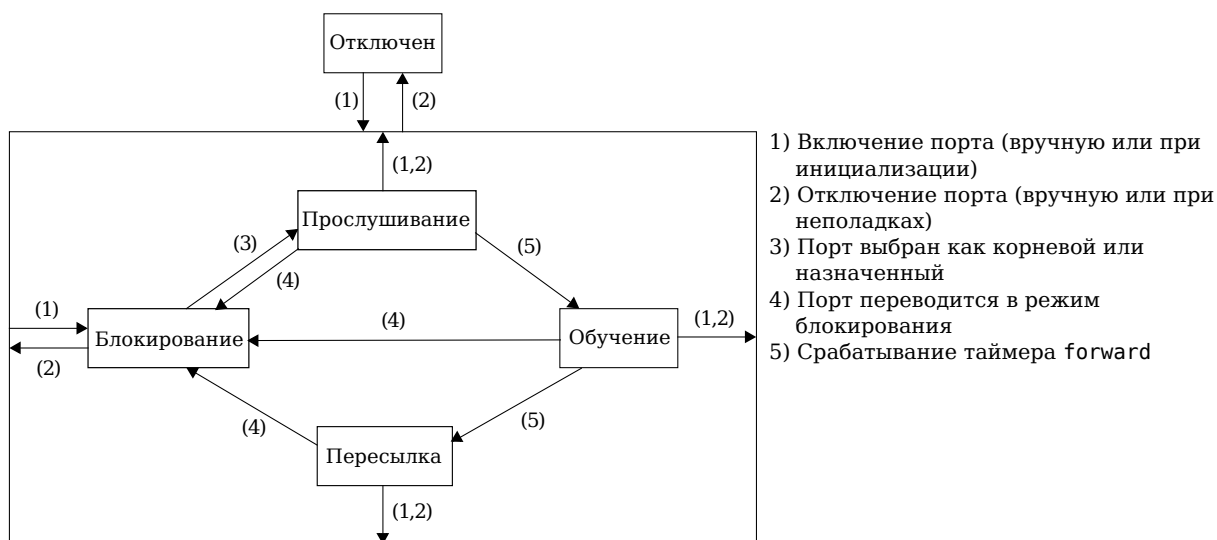 Отключен
(1)
(2)
(1,2)
Прослушивание
(3)
(4)
(5)
(1)
Блокирование
(4)
Обучение
(1,2)
(2)
(4)
(5)
Пересылка
(1,2)
1) Включение порта (вручную или при
инициализации)
2) Отключение порта (вручную или при
неполадках)
3) Порт выбран как корневой или
назначенный
4) Порт переводится в режим
блокирования
5) Срабатывание таймера forward